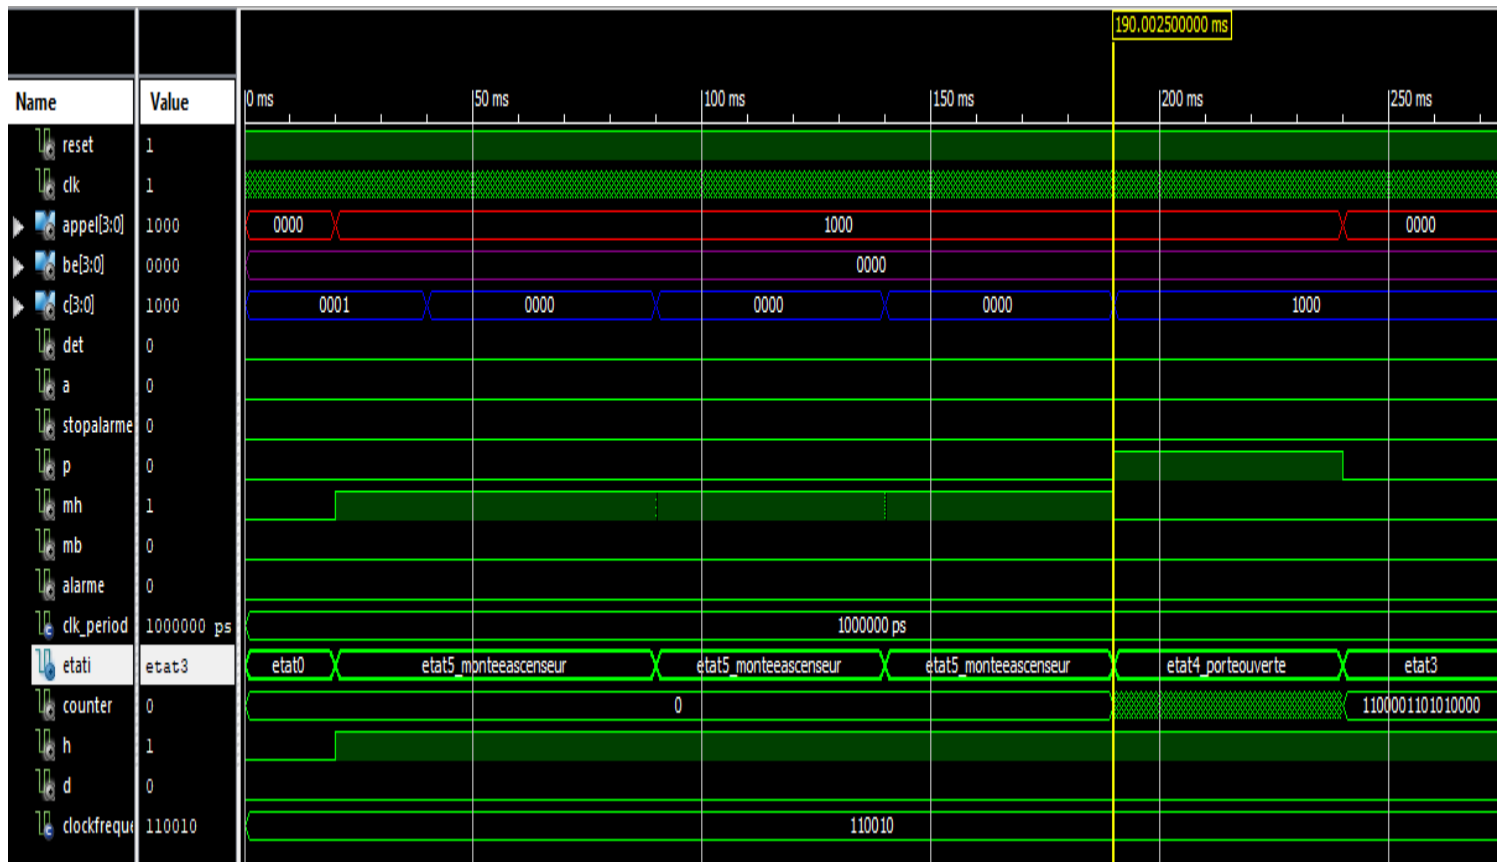 190.002500000 ms
Name Value 0 ms 50 ms 100 ms 150 ms 200 ms 250 ms
reset 1
clk 1
appel[3:0] 1000 0000 1000 0000
be[3:0] 0000 0000
c[3:0] 1000 0001 0000 0000 0000 1000
det 0
a 0
stopalarme 0
p 0
mh 1
mb 0
alarme 0
clk_period 1000000 ps 1000000 ps
etati etat3 etat0 etat5_monteeascenseur etat5_monteeascenseur etat5_monteeascenseur etat4_porteouverte etat3
counter 0 0 11000011010100000
h 1
d 0
clockfreque 110010 110010